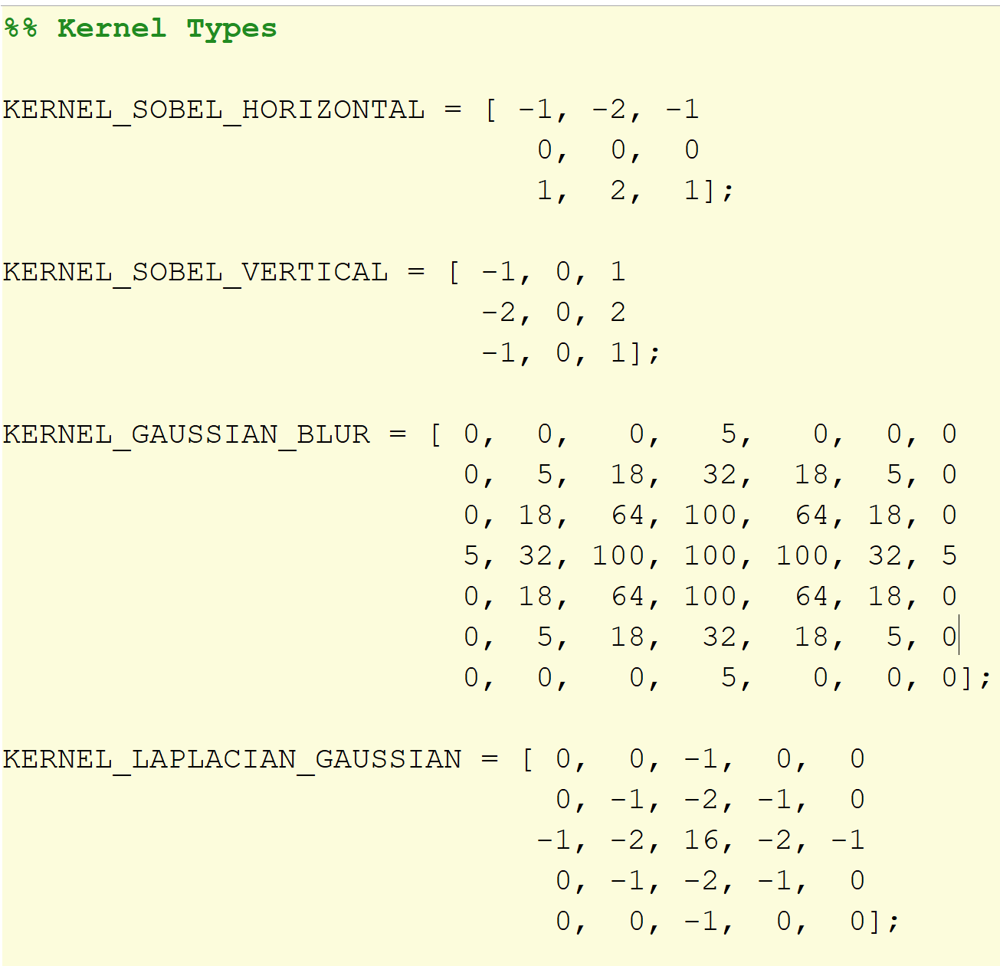 %% Kernel Types
KERNEL_SOBEL_HORIZONTAL = [ -1, -2, -1
0, 0, 0
1, 2, 1];
KERNEL_SOBEL_VERTICAL = [ -1, 0, 1
-2, 0, 2
-1, 0, 1];
KERNEL_GAUSSIAN_BLUR = [ 0, 0, 0, 5, 0, 0, 0
0, 5, 18, 32, 18, 5, 0
0, 18, 64, 100, 64, 18, 0
5, 32, 100, 100, 100, 32, 5
0, 18, 64, 100, 64, 18, 0
0, 5, 18, 32, 18, 5, 0
0, 0, 0, 5, 0, 0, 0];
KERNEL_LAPLACIAN_GAUSSIAN = [ 0, 0, -1, 0, 0
0, -1, -2, -1, 0
-1, -2, 16, -2, -1
0, -1, -2, -1, 0
0, 0, -1, 0, 0];